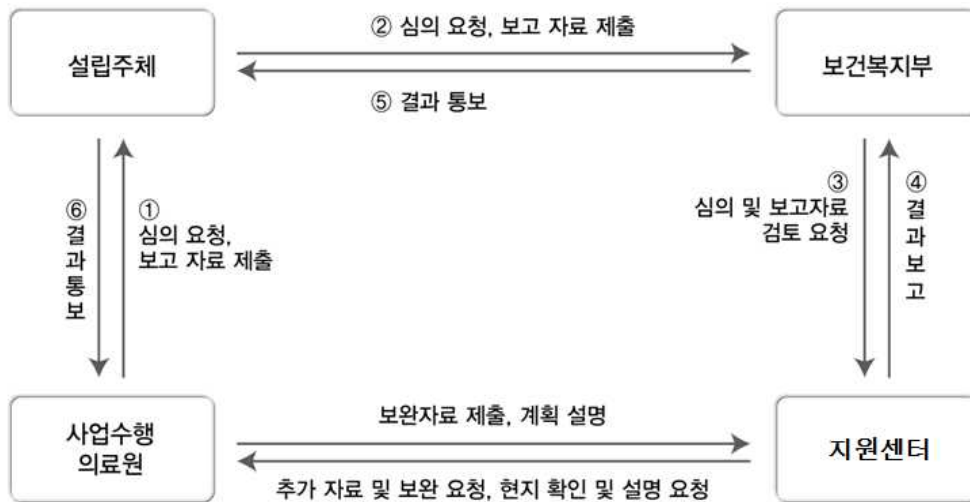 ② 심의 요청, 보고 자료 제출
설립주체
보건복지부
⑤ 결과 통보
⑥
결
과
통
보
①
심의 요청,
보고 자료 제출
③
심의 및 보고자료
검토 요청
④
결
과
보
고
사업수행
의료원
보완자료 제출, 계획 설명
지원센터
추가 자료 및 보완 요청, 현지 확인 및 설명 요청